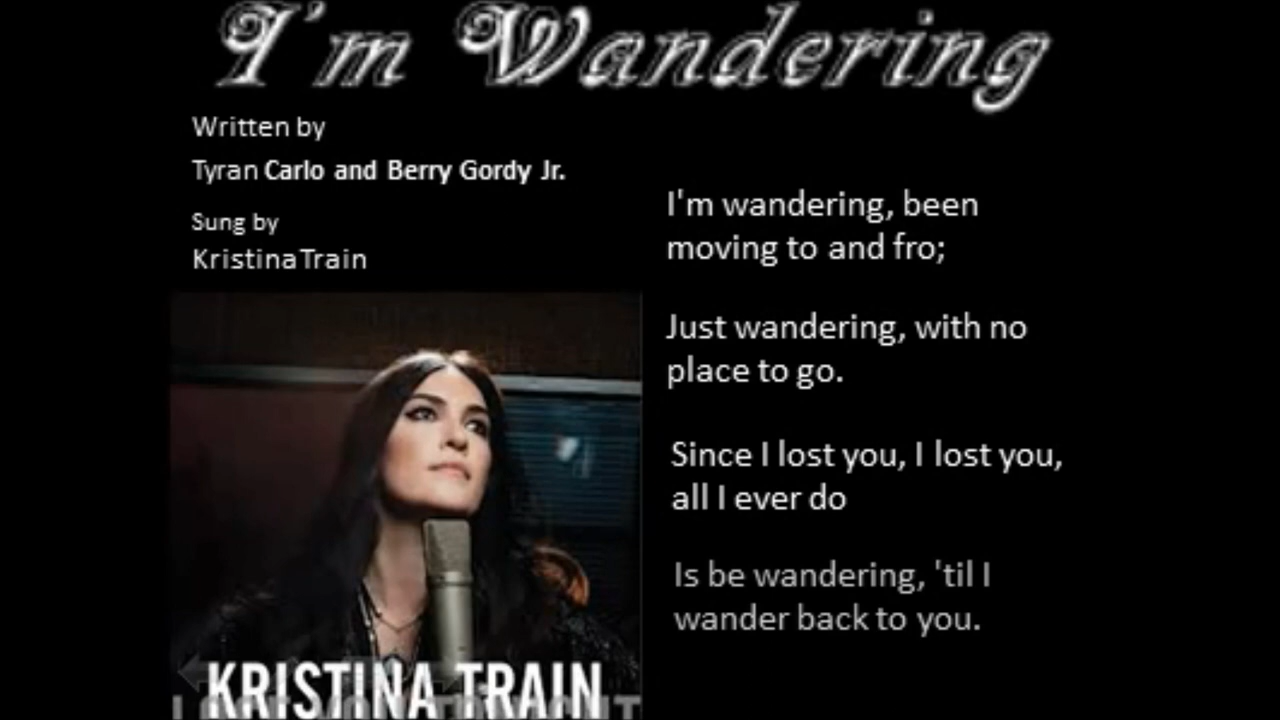 I'm Wandering
Written by
Tyran Carlo and Berry Gordy Jr.
Sung by
Kristina Train
I'm wandering, been
moving to and fro;
Just wandering, with no
place to go.
Since I lost you, I lost you,
all I ever do
Is be wandering, 'til I
wander back to you.
KRISTINA TRAIN